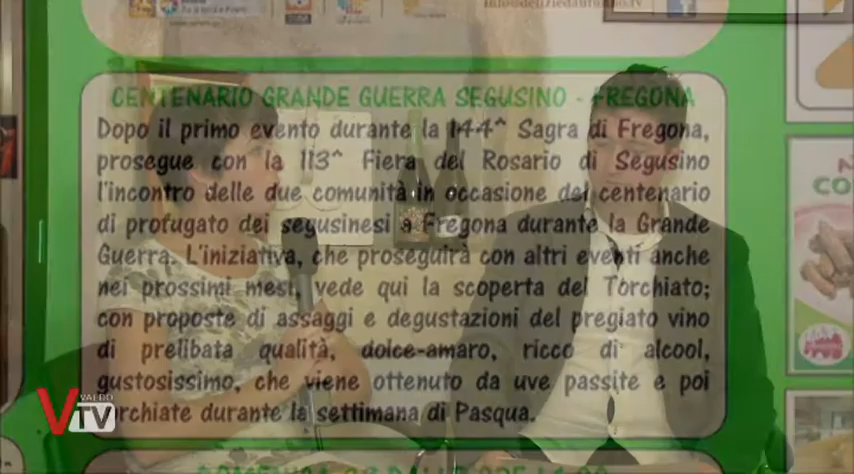 info@deliziedautunno.tv
CENTENARIO GRANDE GUERRA SEGUSINO - FREGONA
Dopo il primo evento durante la 144^ Sagra di Fregona,
prosegue con la 113^ Fiera del Rosario di Segusino
l'incontro delle due comunità in occasione del centenario
di profugato dei segusinesi a Fregona durante la Grande
Guerra. L'iniziativa, che proseguirà con altri eventi anche
nei prossimi mesi, vede qui la scoperta del Torchiato;
con proposte di assaggi e degustazioni del pregiato vino
di prelibata qualità, dolce-amaro, ricco di alcool,
gustosissimo, che viene ottenuto da uve passite e poi
torchiate durante la settimana di Pasqua.
CO
VALDO
VTV